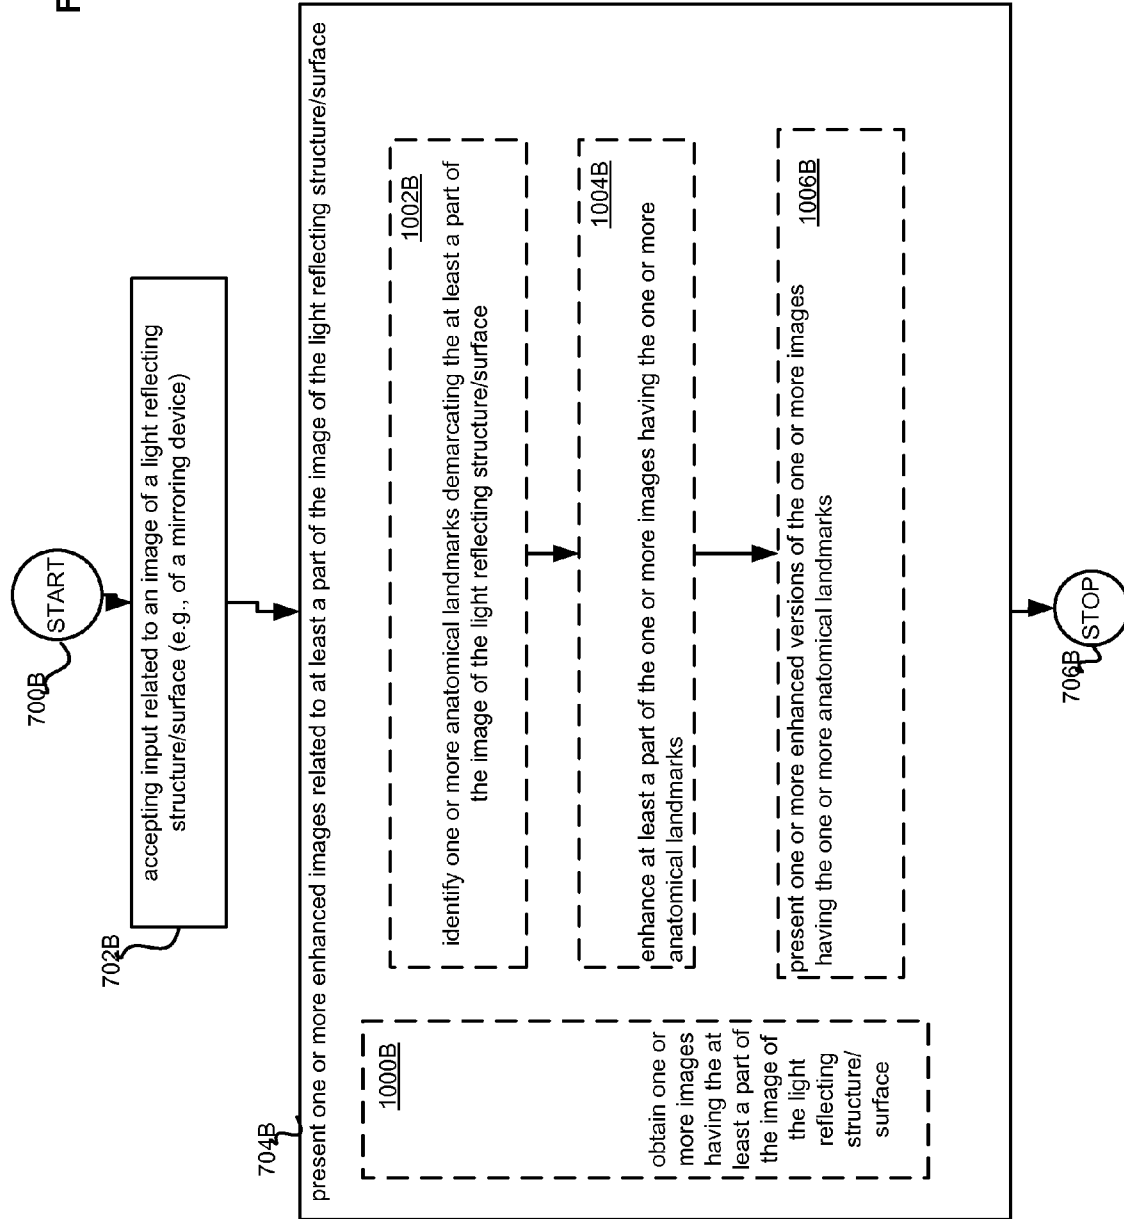 F
START
700B
accepting input related to an image of a light reflecting
structure/surface (e.g., of a mirroring device)
702B
704B
present one or more enhanced images related to at least a part of the image of the light reflecting structure/surface
1000B
obtain one or
more images
having the at
least a part of
the image of
the light
reflecting
structure/
surface
1002B
identify one or more anatomical landmarks demarcating the at least a part of
the image of the light reflecting structure/surface
1004B
enhance at least a part of the one or more images having the one or more
anatomical landmarks
1006B
present one or more enhanced versions of the one or more images
having the one or more anatomical landmarks
706B
STOP